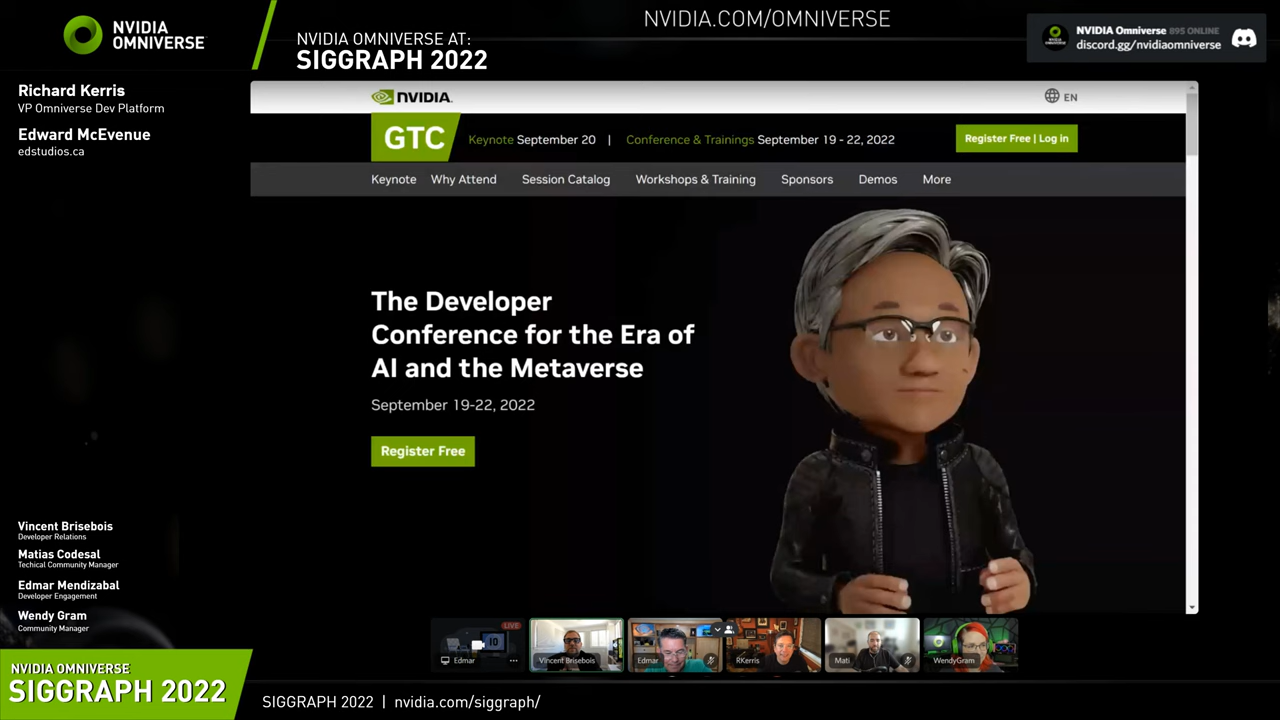 NVIDIA
OMNIVERSE
NVIDIA OMNIVERSE AT:
SIGGRAPH 2022
NVIDIA.COM/OMNIVERSE
NVIDIA Omniverse 895 ONLINE
discord.gg/nvidiaomniverse
Richard Kerris
VP Omniverse Dev Platform
Edward McEvenue
edstudios.ca
NVIDIA.
EN
GTC
Keynote September 20 | Conference & Trainings September 19 - 22, 2022
Register Free | Log in
Keynote Why Attend Session Catalog Workshops & Training Sponsors Demos More
The Developer
Conference for the Era of
AI and the Metaverse
September 19-22, 2022
Register Free
Vincent Brisebois
Developer Relations
Matias Codesal
Techical Community Manager
Edmar Mendizabal
Developer Engagement
Wendy Gram
Community Manager
LIVE
Edmar
Vincent Brisebois
Edmar
RKerris
Mati
WendyGram
NVIDIA OMNIVERSE
SIGGRAPH 2022
SIGGRAPH 2022 | nvidia.com/siggraph/